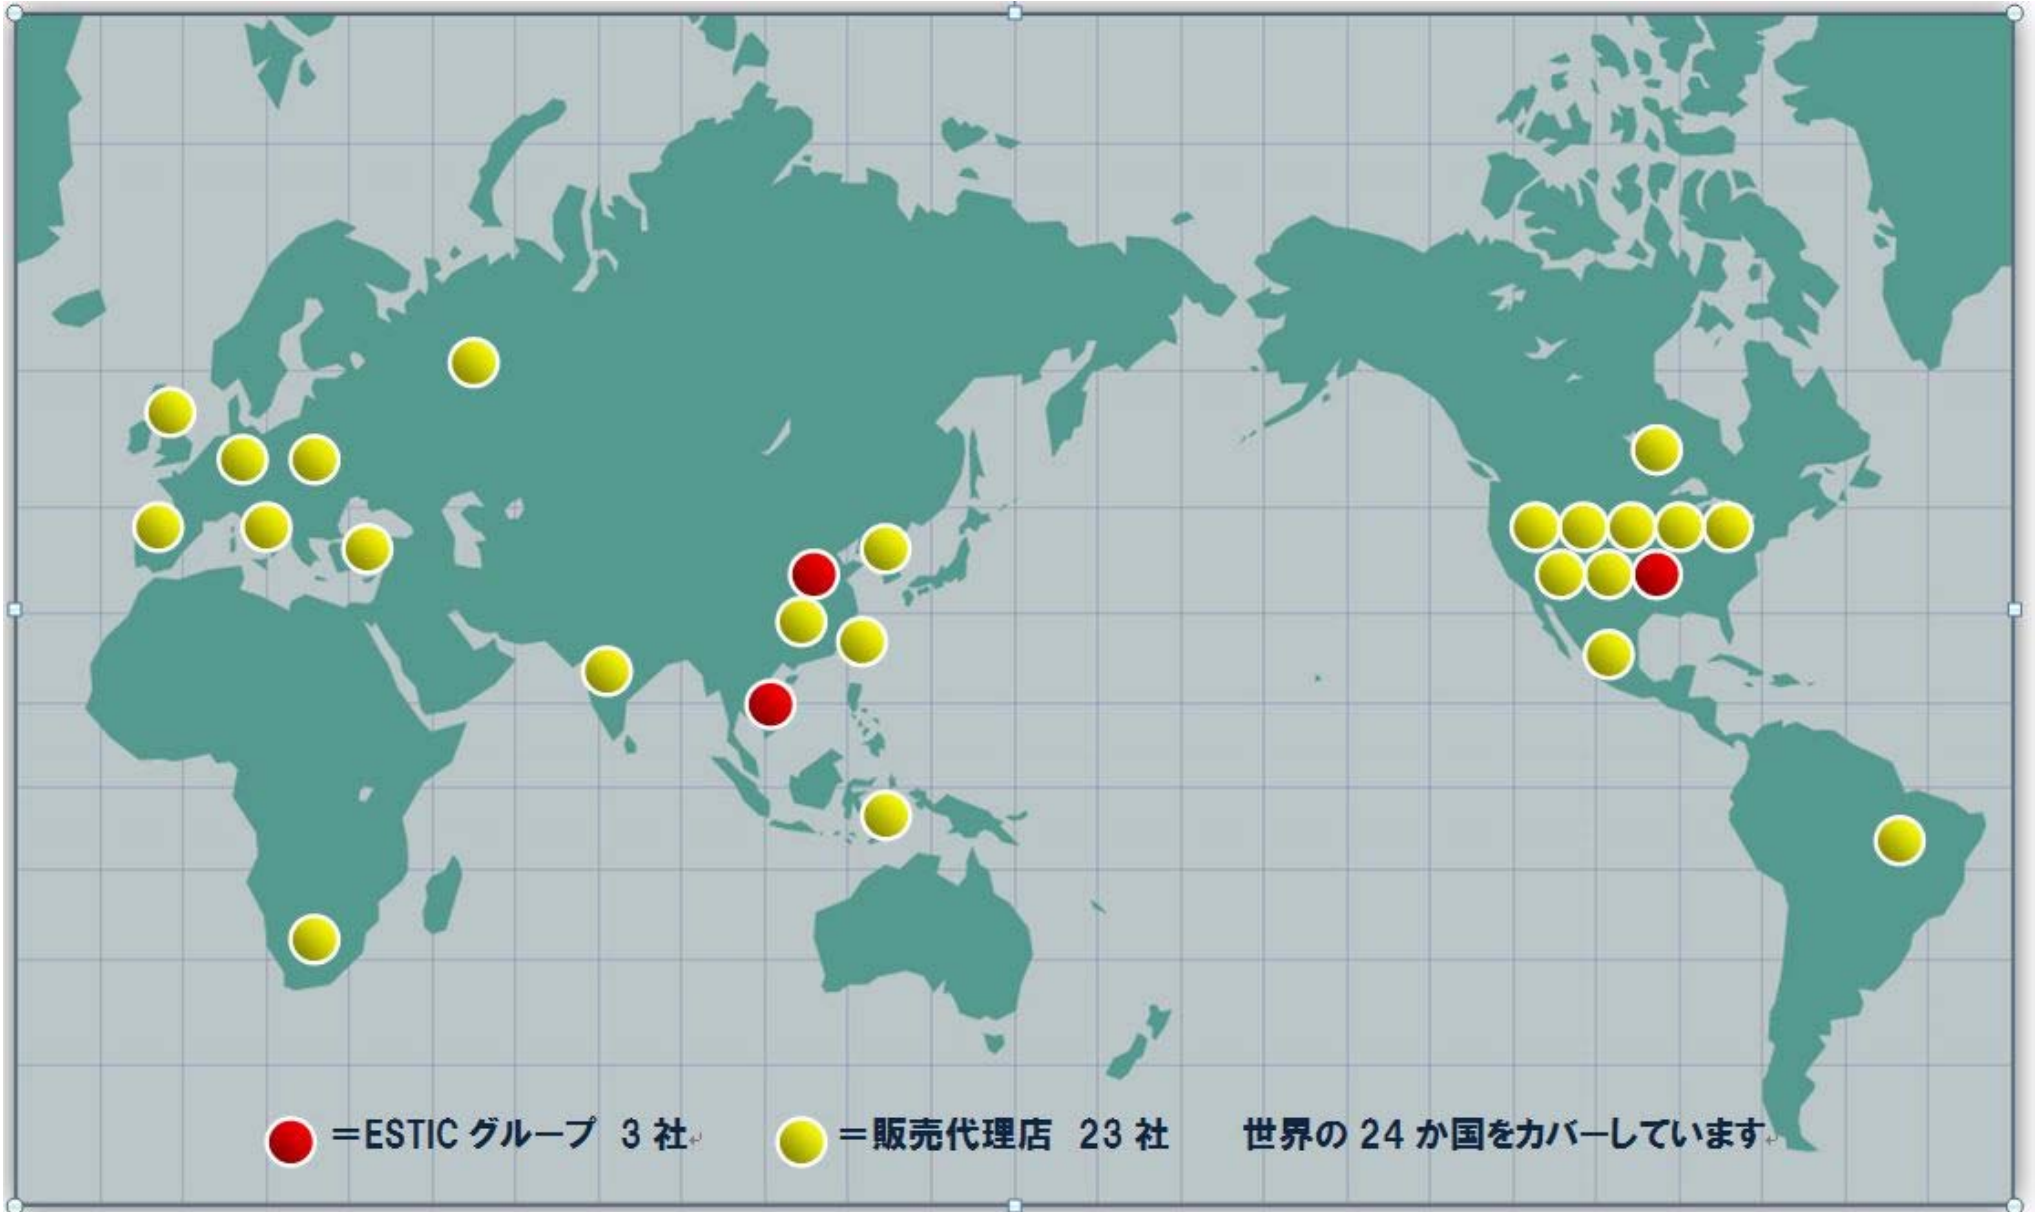 =ESTIC グループ 3 社 =販売代理店 23 社 世界の 24 か国をカバーしています